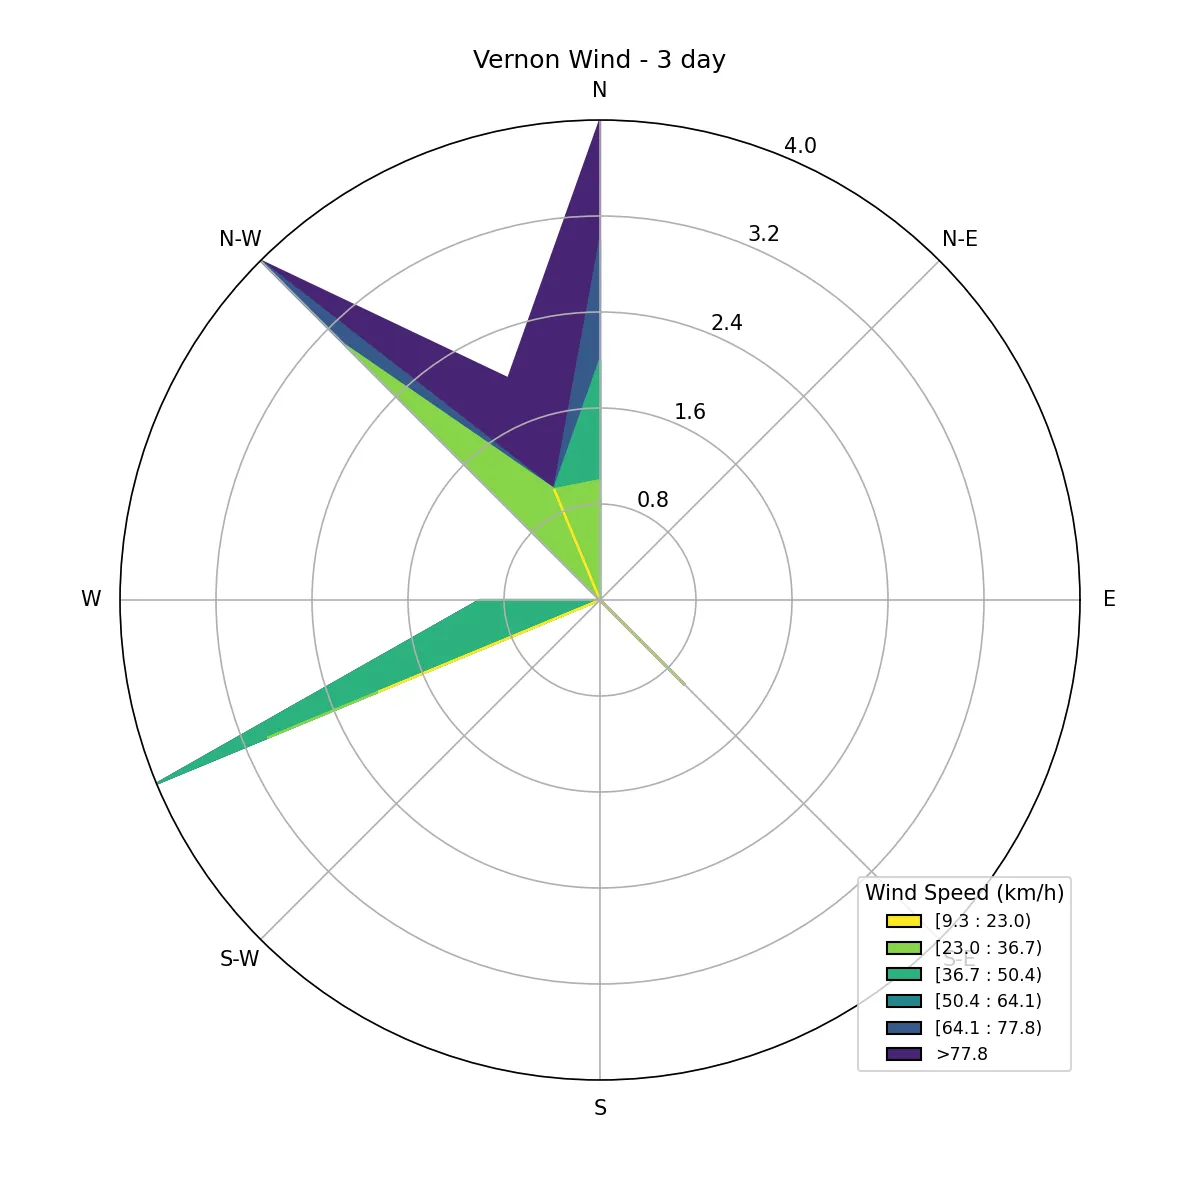 Vernon Wind - 3 day
N
4.0
N-W
N-E
3.2
2.4
1.6
0.8
W
E
S-W
S-E
S
Wind Speed (km/h)
[9.3 : 23.0)
[23.0 : 36.7)
[36.7 : 50.4)
[50.4 : 64.1)
[64.1 : 77.8)
>77.8